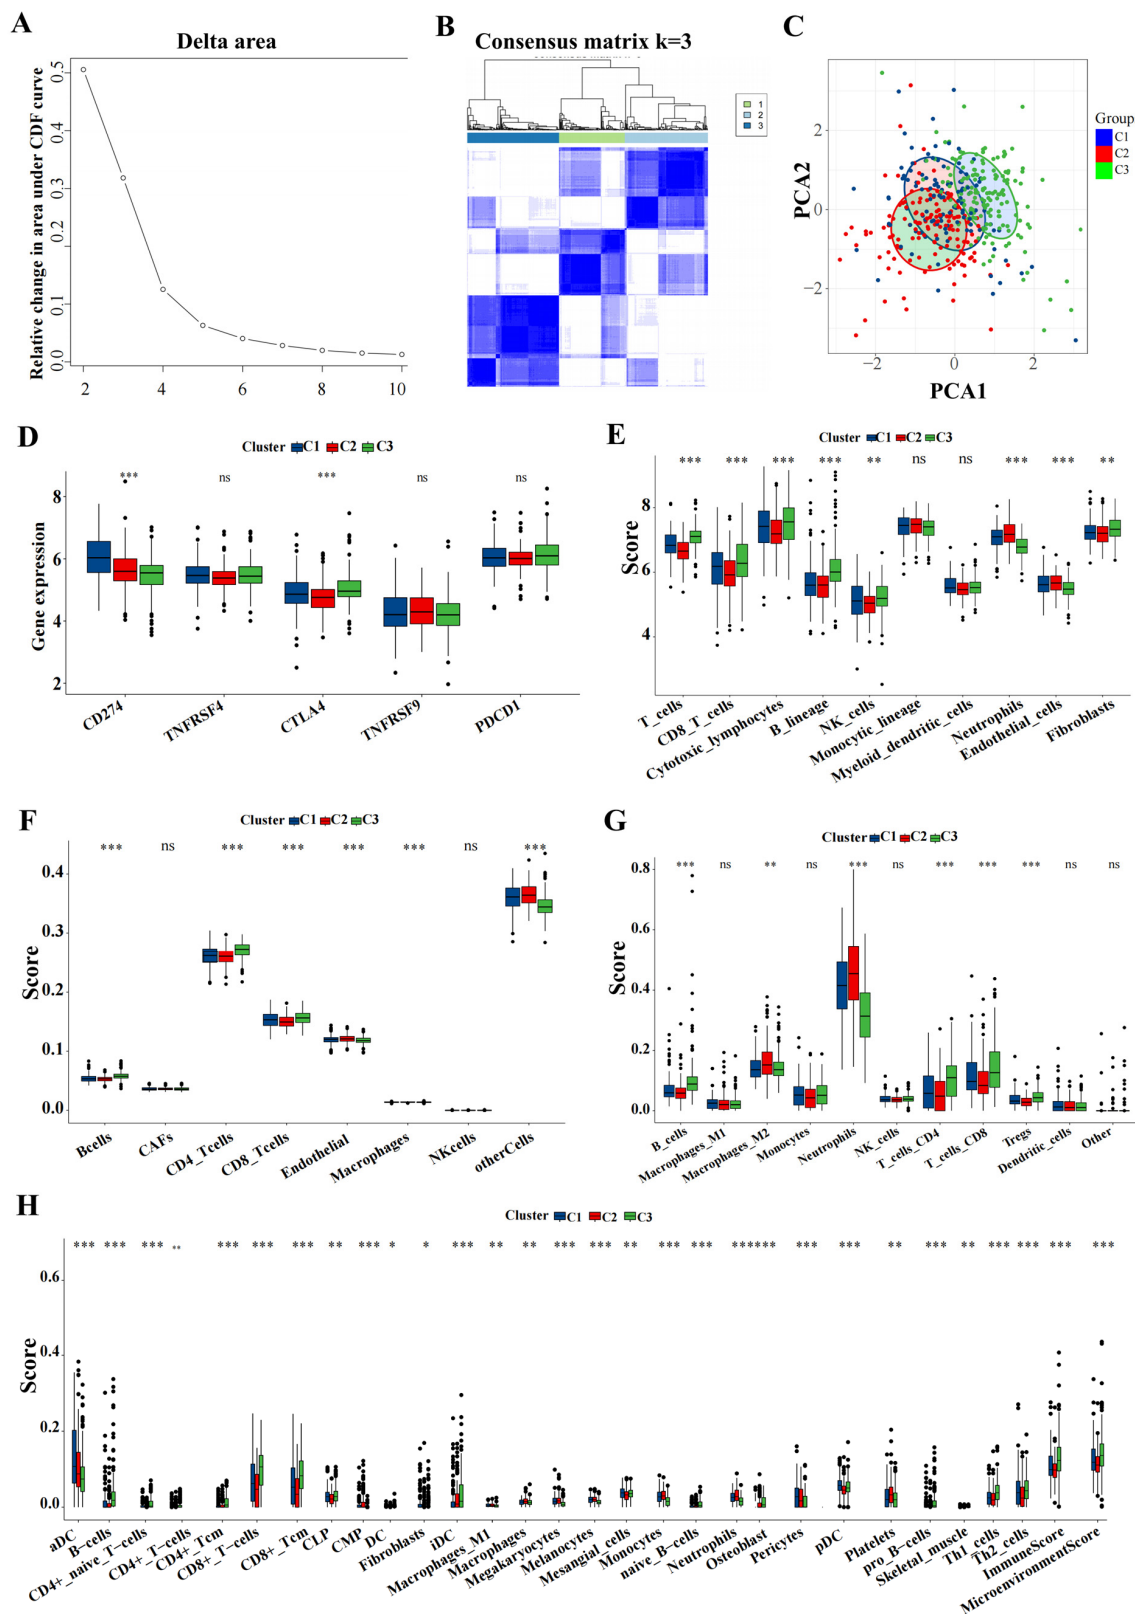 A
Delta area
Relative change in area under CDF curve
0.5
0.4
0.3
0.2
0.1
0.0
2 4 6 8 10
B
Consensus matrix k=3
1
2
3
C
PCA2
2
0
−2
−2 0 2
PCA1
Group
C1
C2
C3
D
Cluster C1 C2 C3
*** ns *** ns ns
Gene expression
8
6
4
2
CD274
TNFRSF4
CTLA4
TNFRSF9
PDCD1
E
Cluster C1 C2 C3
*** *** *** *** ** ns ns *** *** **
Score
8
6
4
T_cells
CD8_T_cells
Cytotoxic_lymphocytes
B_lineage
NK_cells
Monocytic_lineage
Myeloid_dendritic_cells
Neutrophils
Endothelial_cells
Fibroblasts
F
Cluster C1 C2 C3
*** ns *** *** *** *** ns ***
Score
0.4
0.3
0.2
0.1
0.0
Bcells
CAFs
CD4_Tcells
CD8_Tcells
Endothelial
Macrophages
NKcells
otherCells
G
Cluster C1 C2 C3
*** ns ** ns *** ns *** *** *** ns ns
Score
0.8
0.6
0.4
0.2
0.0
B_cells
Macrophages_M1
Macrophages_M2
Monocytes
Neutrophils
NK_cells
T_cells_CD4
T_cells_CD8
Tregs
Dendritic_cells
Other
H
Cluster C1 C2 C3
*** *** *** ** *** *** *** ** *** * * *** ** ** *** *** ** *** *** ****** *** *** ** *** ** *** *** *** ***
Score
0.6
0.4
0.2
0.0
aDC
B−cells
CD4+_naive_T−cells
CD4+_T−cells
CD4+_Tcm
CD8+_T−cells
CD8+_Tcm
CLP
CMP
DC
Fibroblasts
iDC
Macrophages_M1
Macrophages
Megakaryocytes
Melanocytes
Mesangial_cells
Monocytes
naive_B−cells
Neutrophils
Osteoblast
Pericytes
pDC
Platelets
pro_B−cells
Skeletal_muscle
Th1_cells
Th2_cells
ImmuneScore
MicroenvironmentScore